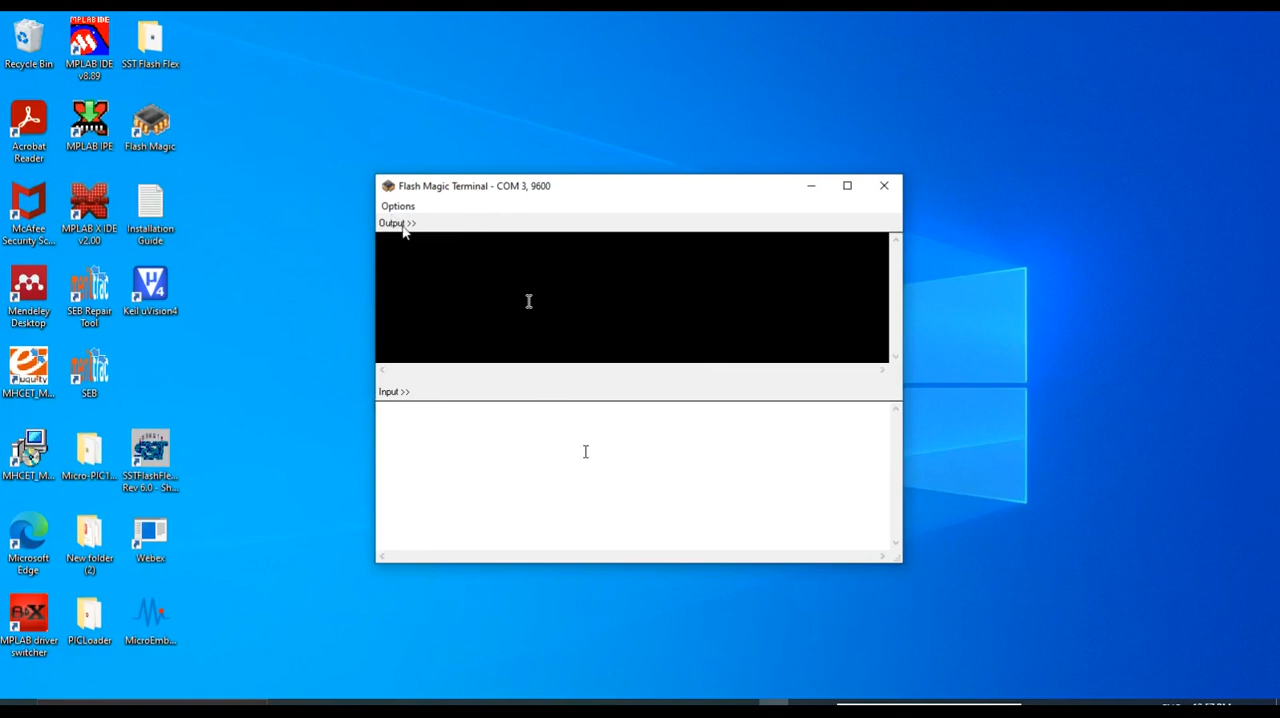 MPLAB IDE
Recycle Bin
MPLAB IDE
v8.89
SST Flash Flex
Acrobat
Reader
MPLAB IPE
Flash Magic
McAfee
Security Sc...
MPLAB X IDE
v2.00
Installation
Guide
Mendeley
Desktop
SEB Repair
Tool
Keil uVision4
MHCET_M...
SEB
MHCET_M...
Micro-PIC1...
SST
SSTFlashFle...
Rev 6.0 - Sh...
Microsoft
Edge
New folder
(2)
Webex
MPLAB driver
switcher
PICLoader
MicroEmb...
Flash Magic Terminal - COM 3, 9600
Options
Output >>
Input >>